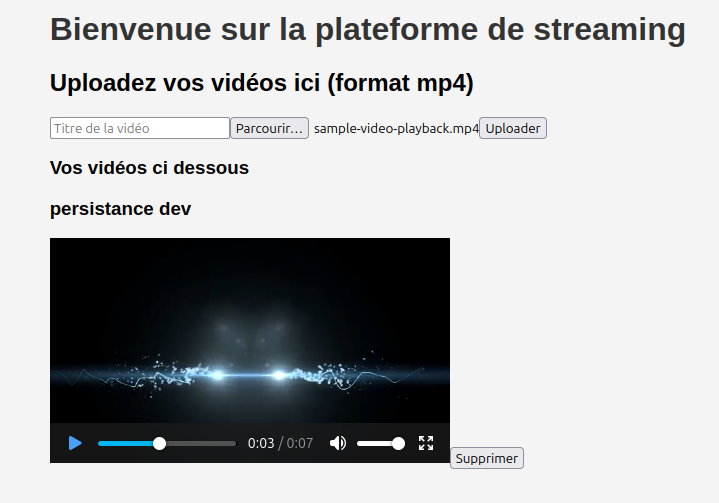 Bienvenue sur la plateforme de streaming
Uploadez vos vidéos ici (format mp4)
Titre de la vidéo Parcourir... sample-video-playback.mp4 Uploader
Vos vidéos ci dessous
persistance dev
0:03 / 0:07
Supprimer